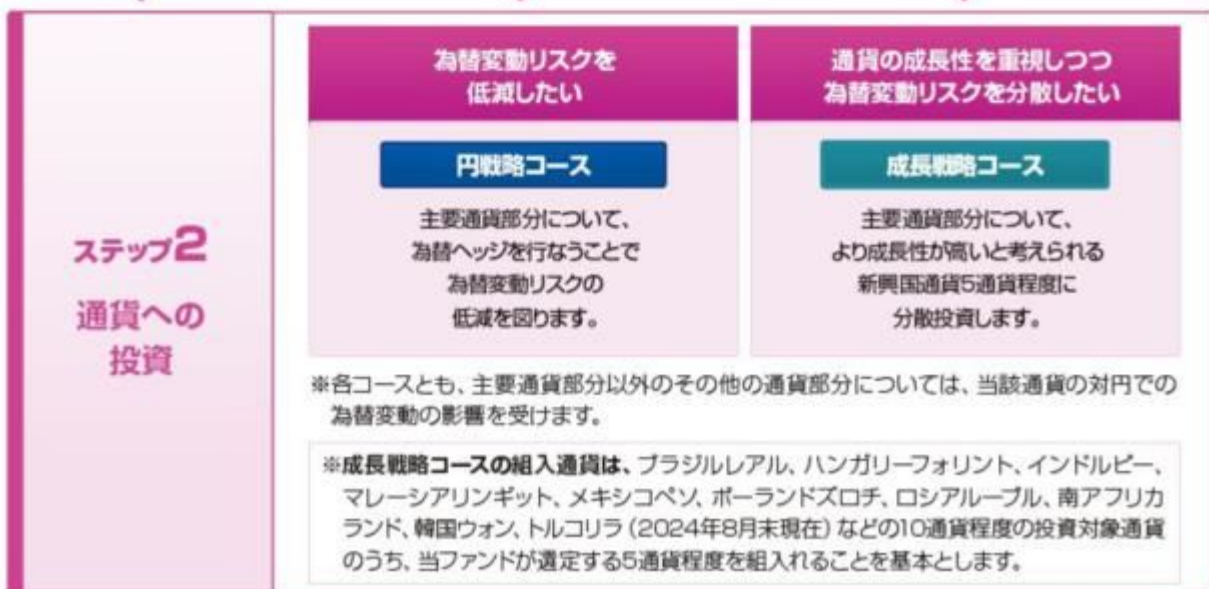 ステップ2
通貨への
投資
為替変動リスクを
低減したい
円戦略コース
主要通貨部分について、
為替ヘッジを行なうことで
為替変動リスクの
低減を図ります。
通貨の成長性を重視しつつ
為替変動リスクを分散したい
成長戦略コース
主要通貨部分について、
より成長性が高いと考えられる
新興国通貨5通貨程度に
分散投資します。
※各コースとも、主要通貨部分以外のその他の通貨部分については、当該通貨の対円での
為替変動の影響を受けます。
※成長戦略コースの組入通貨は、ブラジルレアル、ハンガリーフォリント、インドルピー、
マレーシアリンギット、メキシコペソ、ポーランドズロチ、ロシアルーブル、南アフリカ
ランド、韓国ウォン、トルコリラ（2024年8月末現在）などの10通貨程度の投資対象通貨
のうち、当ファンドが選定する5通貨程度を組入れることを基本とします。